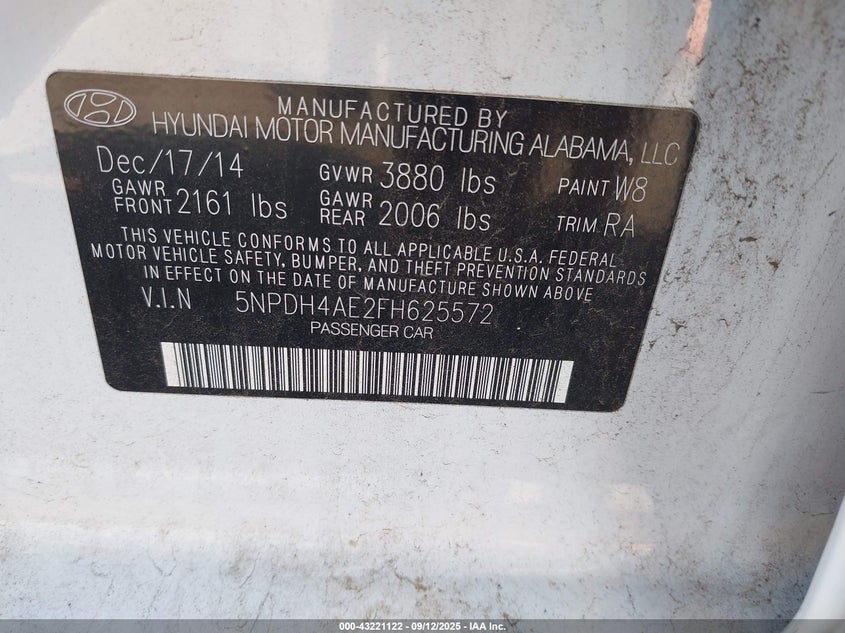 MANUFACTURED BY
HYUNDAI MOTOR MANUFACTURING ALABAMA, LLC
Dec/17/14 GVWR 3880 lbs PAINT W8
GAWR FRONT 2161 lbs GAWR REAR 2006 lbs TRIM RA
THIS VEHICLE CONFORMS TO ALL APPLICABLE U.S.A. FEDERAL
MOTOR VEHICLE SAFETY, BUMPER, AND THEFT PREVENTION STANDARDS
IN EFFECT ON THE DATE OF MANUFACTURE SHOWN ABOVE
V.I.N 5NPDH4AE2FH625572
PASSENGER CAR
000-43221122 - 09/12/2025 - IAA Inc.